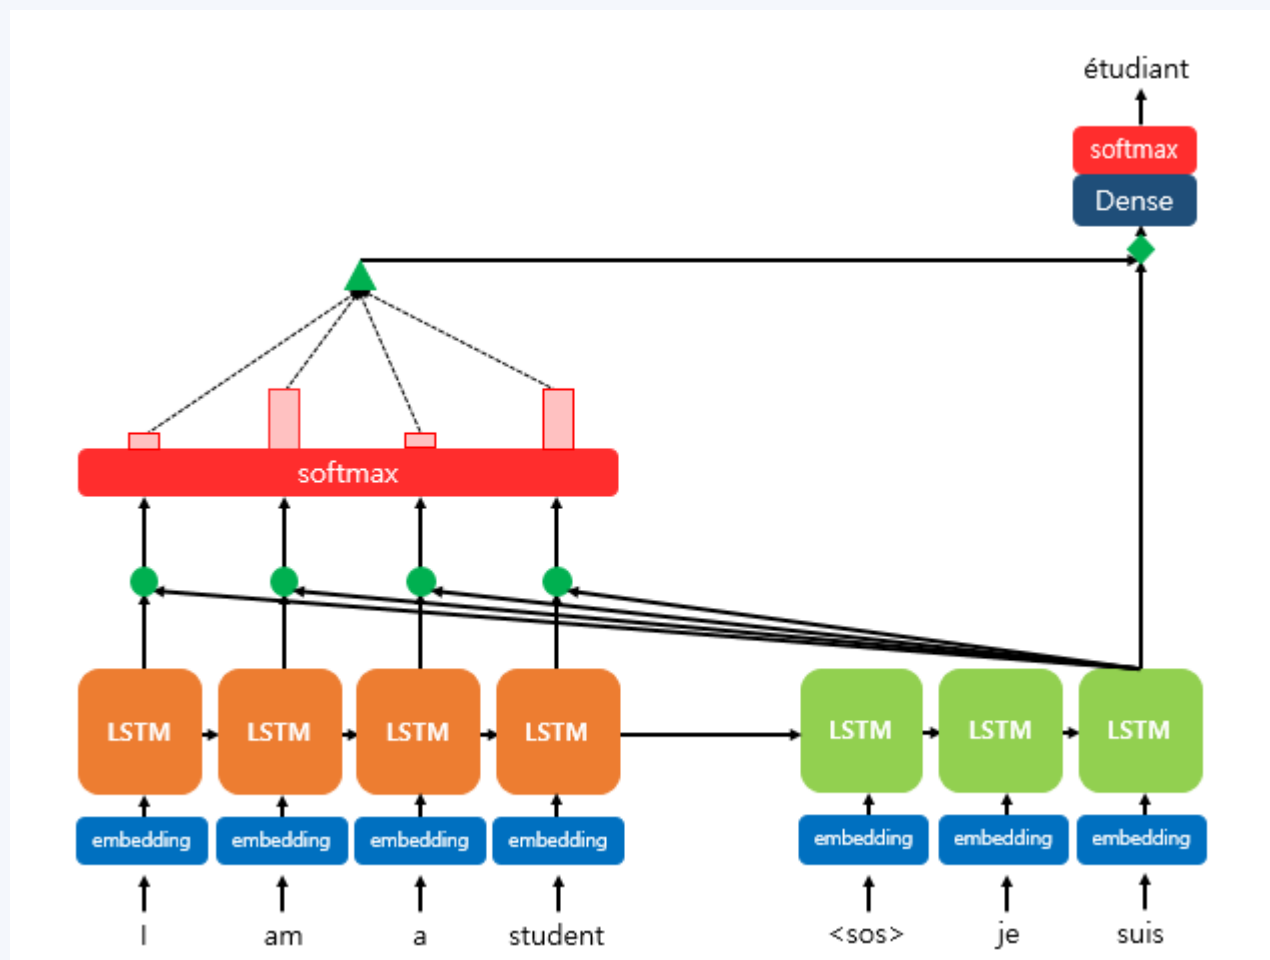 étudiant
softmax
Dense
softmax
LSTM LSTM LSTM LSTM LSTM LSTM LSTM
embedding embedding embedding embedding embedding embedding embedding
I am a student <sos> je suis